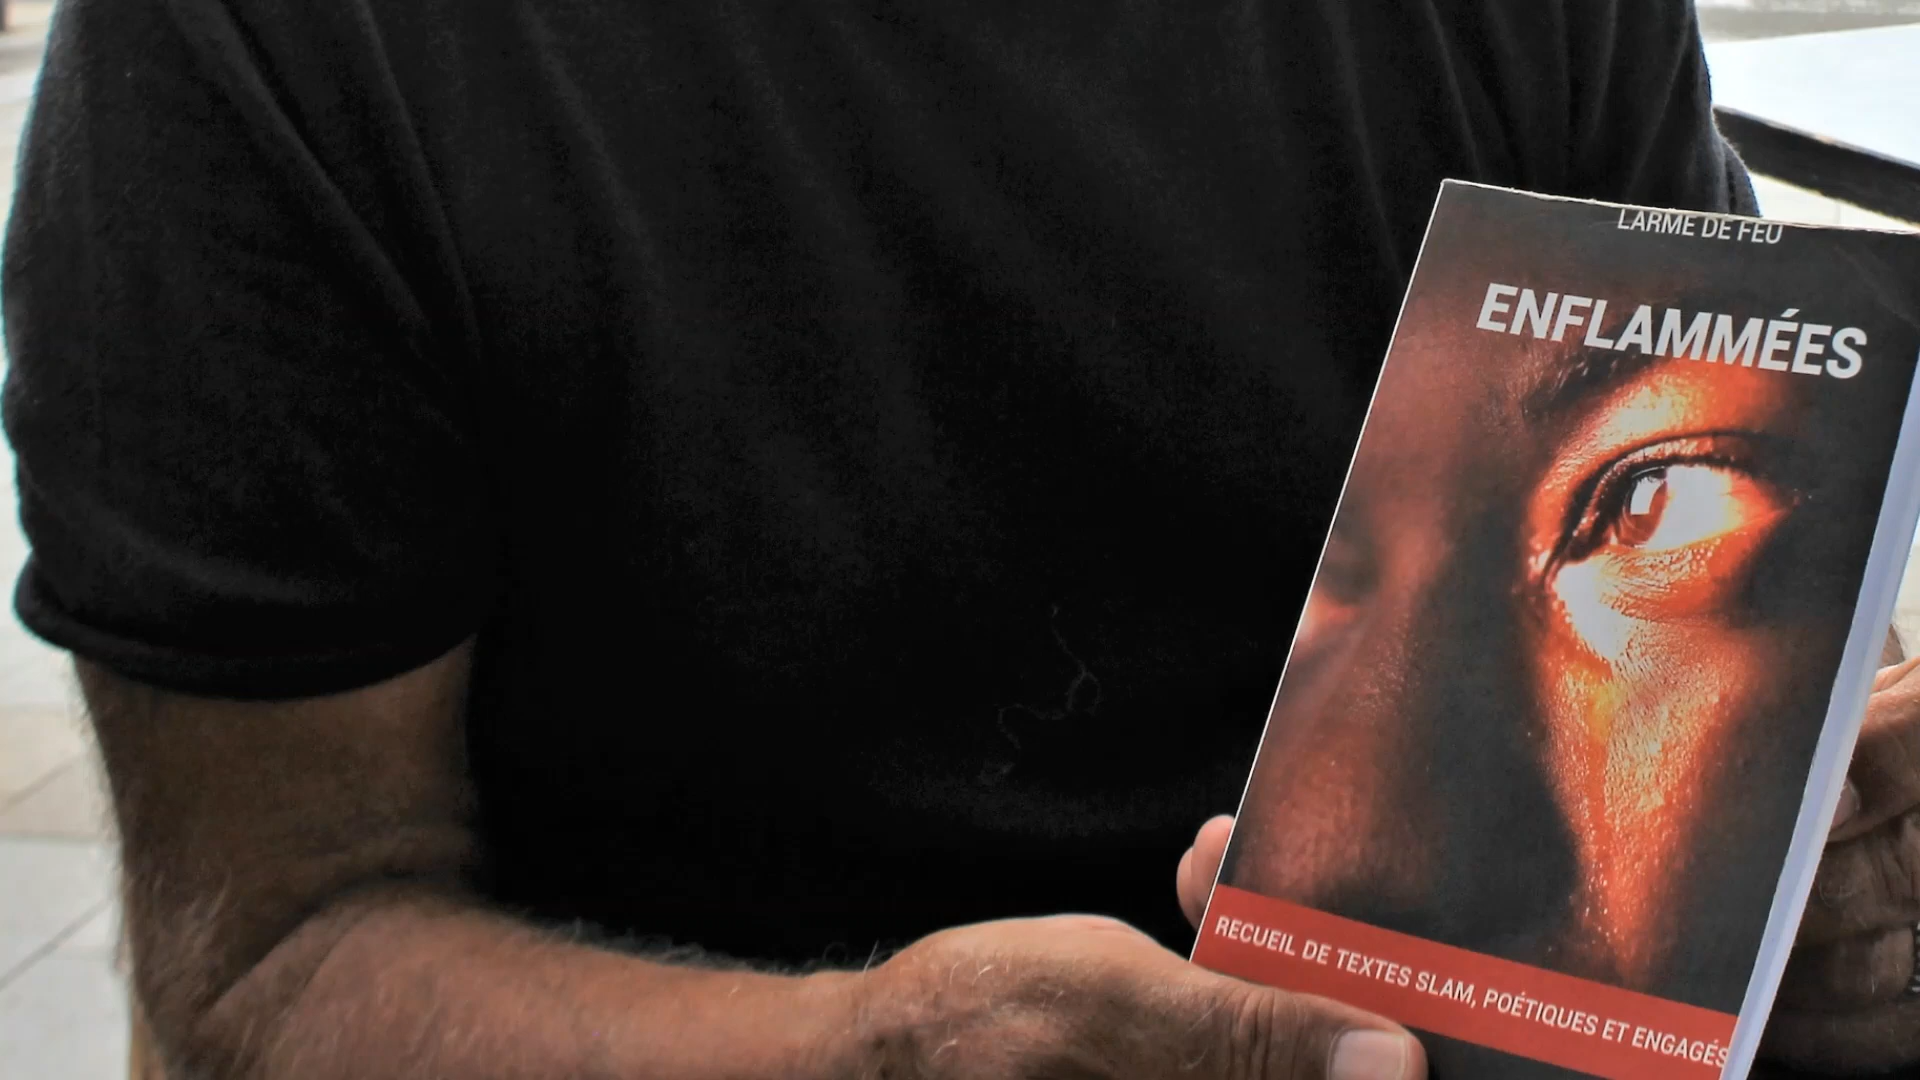 LARME DE FEU
ENFLAMMÉES
RECUEIL DE TEXTES SLAM, POÉTIQUES ET ENGAGÉS